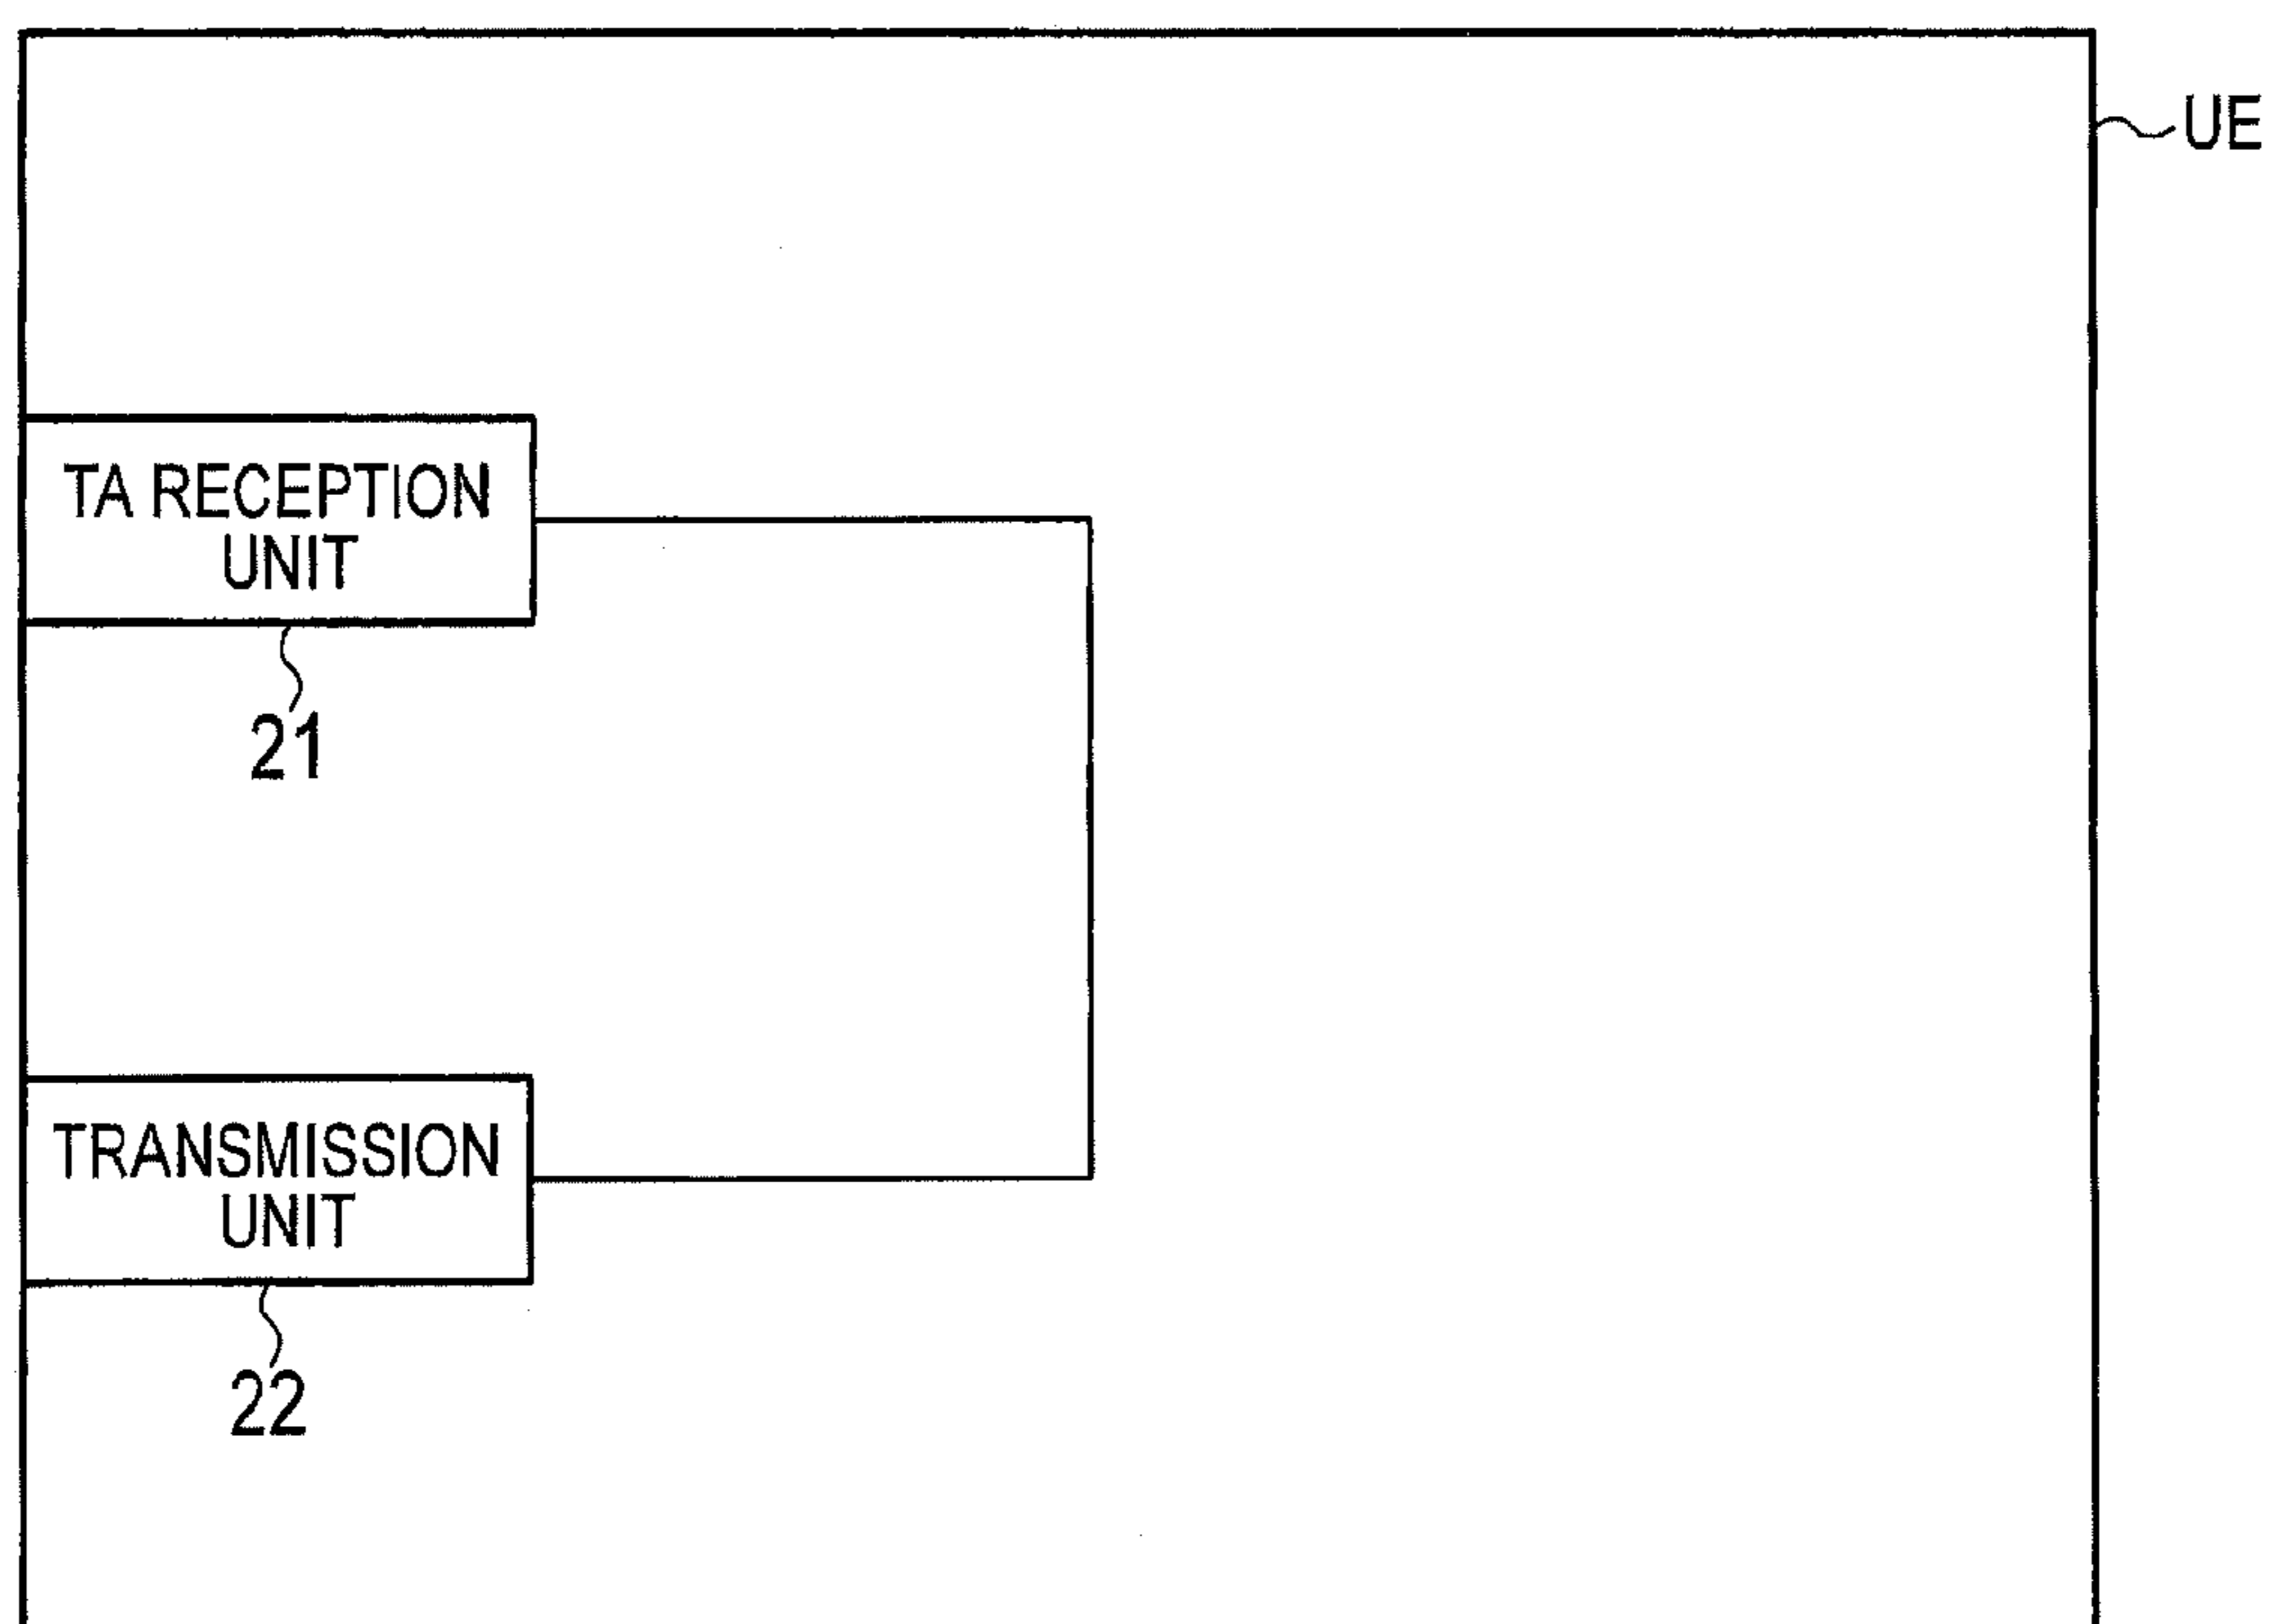 UE
TA RECEPTION
UNIT
21
TRANSMISSION
UNIT
22